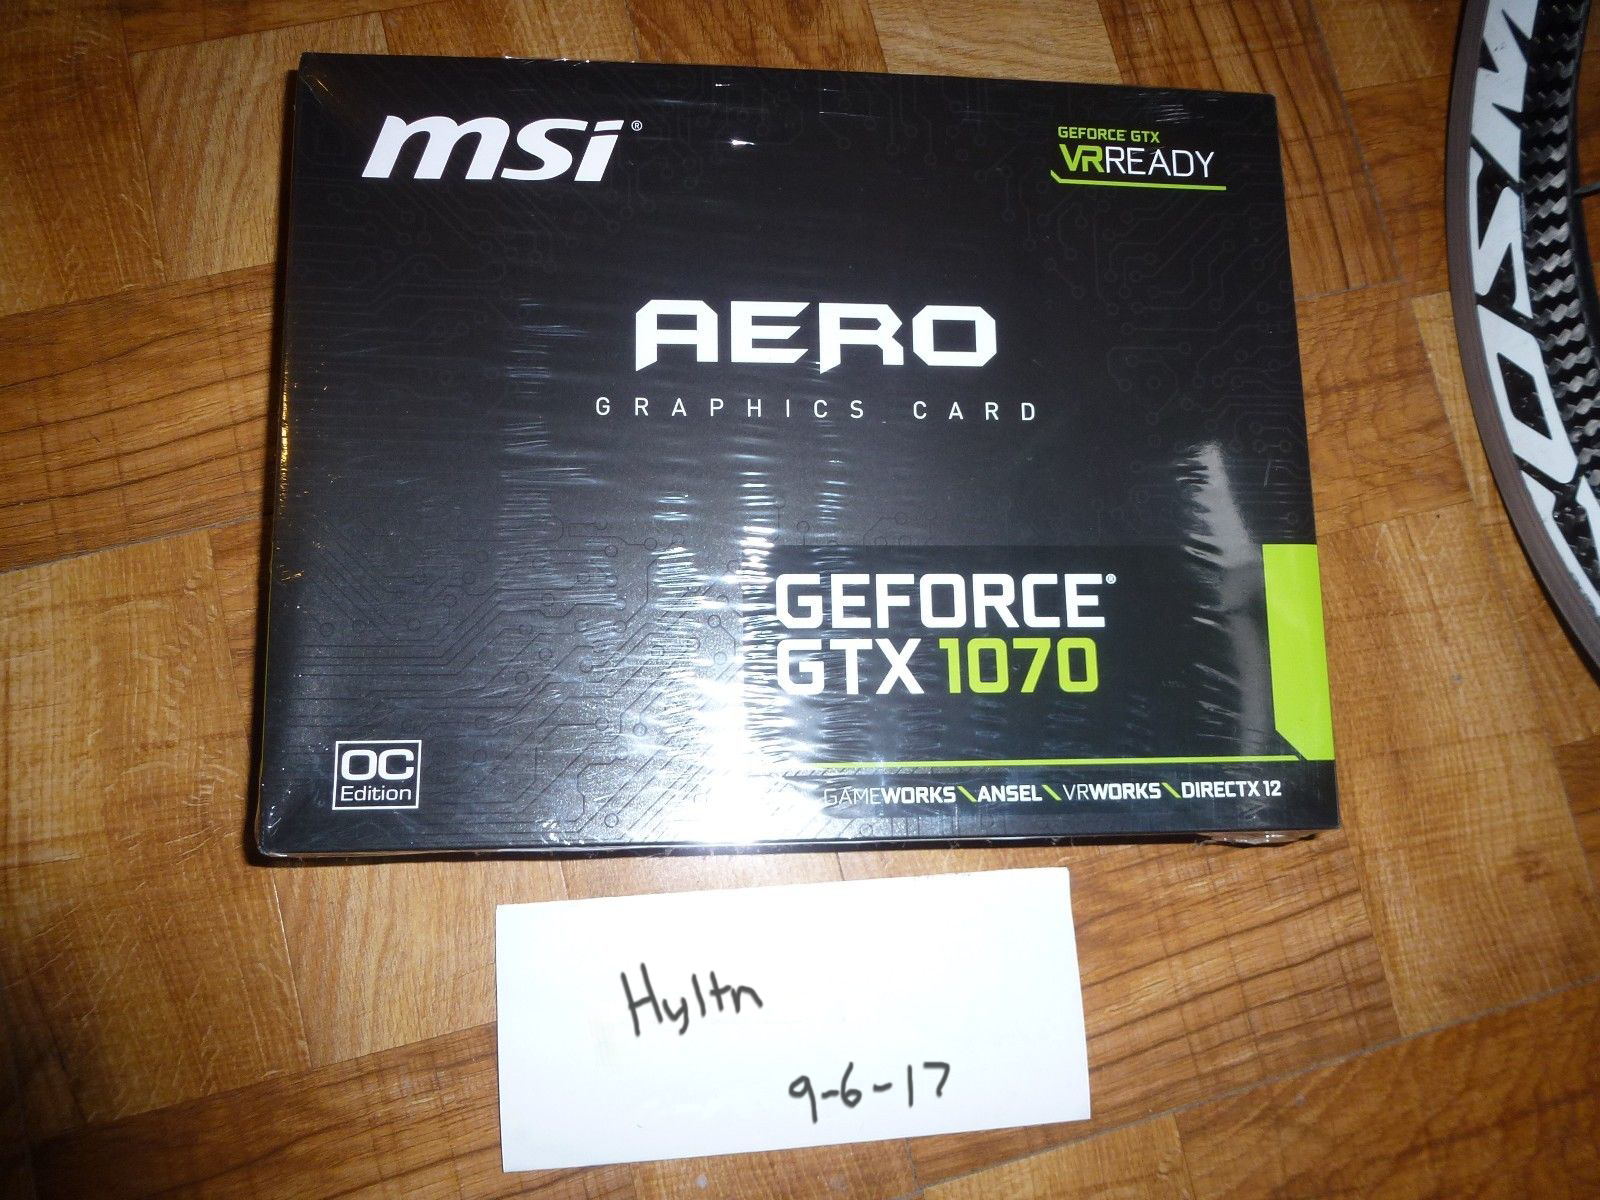 msi®
GEFORCE GTX
VRREADY
AERO
GRAPHICS CARD
GEFORCE®
GTX 1070
OC
Edition
GAMEWORKS \ ANSEL \ VRWORKS \ DIRECTX 12
Hyltn
9-6-17